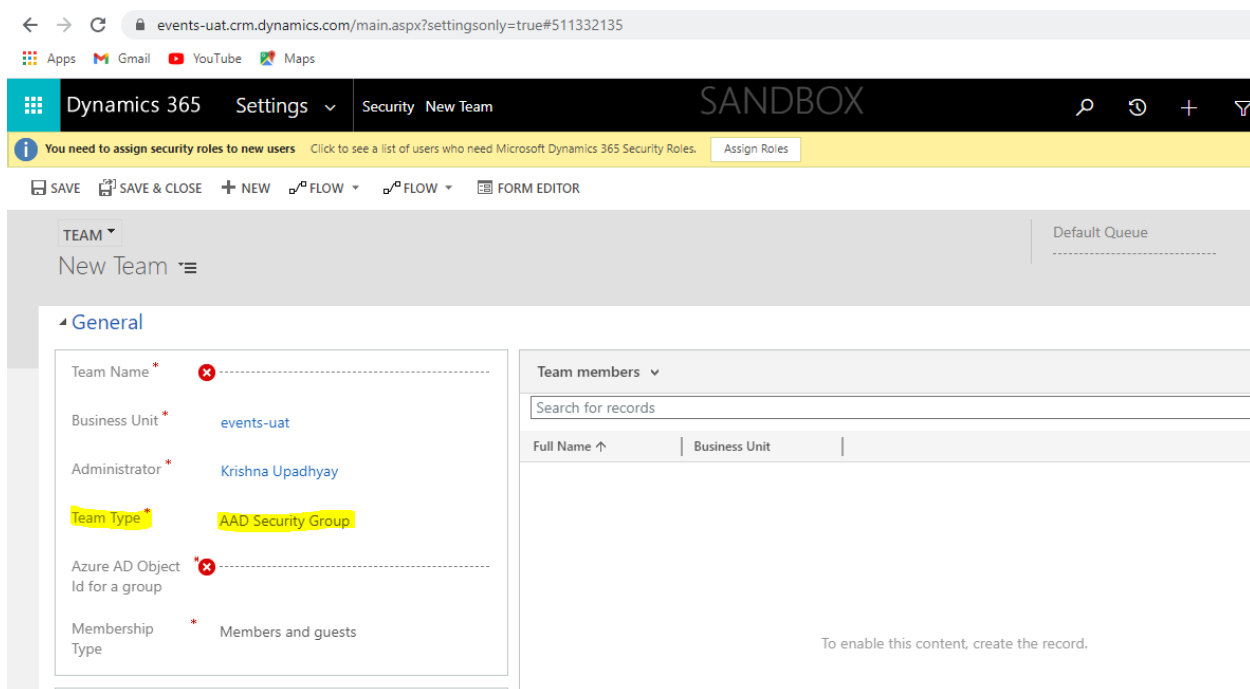 events-uat.crm.dynamics.com/main.aspx?settingsonly=true#511332135
Apps Gmail YouTube Maps
Dynamics 365 Settings Security New Team SANDBOX
You need to assign security roles to new users Click to see a list of users who need Microsoft Dynamics 365 Security Roles. Assign Roles
SAVE SAVE & CLOSE NEW FLOW FLOW FORM EDITOR
TEAM
Default Queue
New Team
General
Team Name *
Team members
Search for records
Business Unit * events-uat
Full Name Business Unit
Administrator * Krishna Upadhyay
Team Type * AAD Security Group
Azure AD Object *
Id for a group
Membership * Members and guests
Type
To enable this content, create the record.